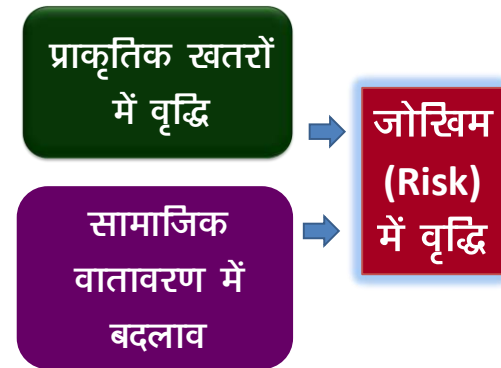 प्राकृतिक खतरों
में वृद्धि
सामाजिक
वातावरण में
बदलाव
जोखिम
(Risk)
में वृद्धि